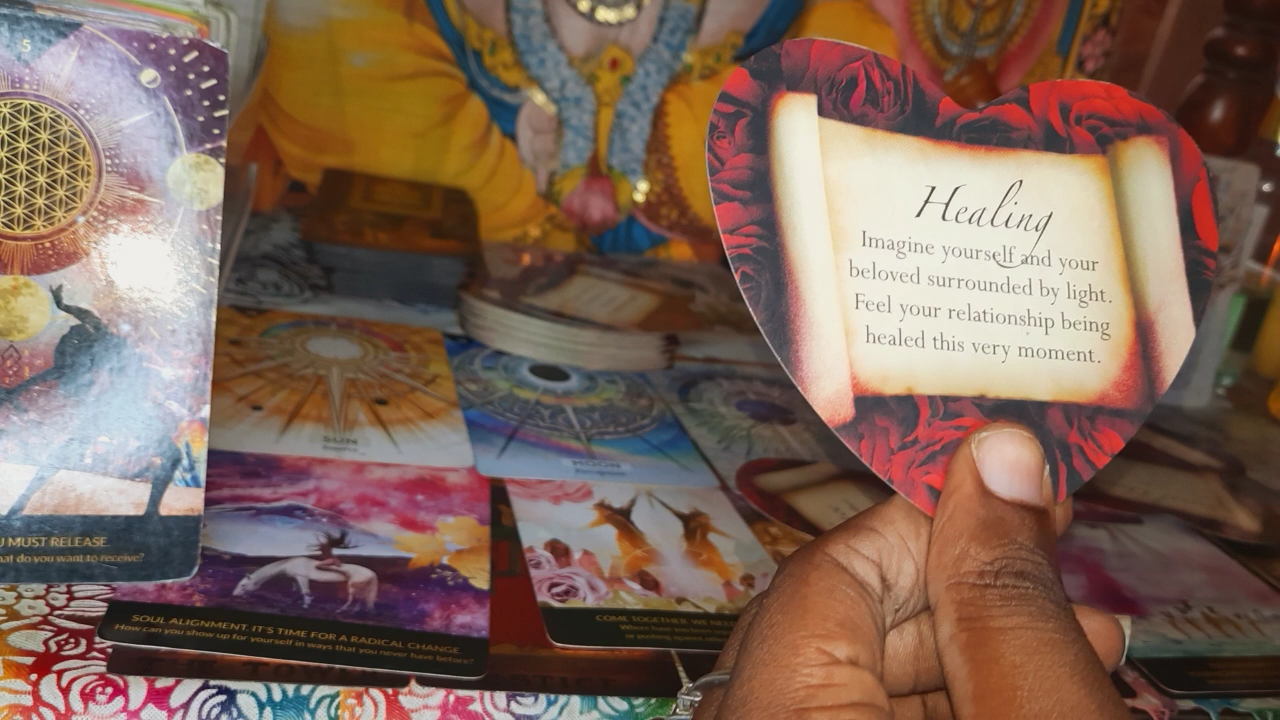 5
U MUST RELEASE.
at do you want to receive?
SUN
MOON
SOUL ALIGNMENT. IT'S TIME FOR A RADICAL CHANGE.
How can you show up for yourself in ways that you never have before?
COME TOGETHER. WE NEE
Healing
Imagine yourself and your
beloved surrounded by light.
Feel your relationship being
healed this very moment.